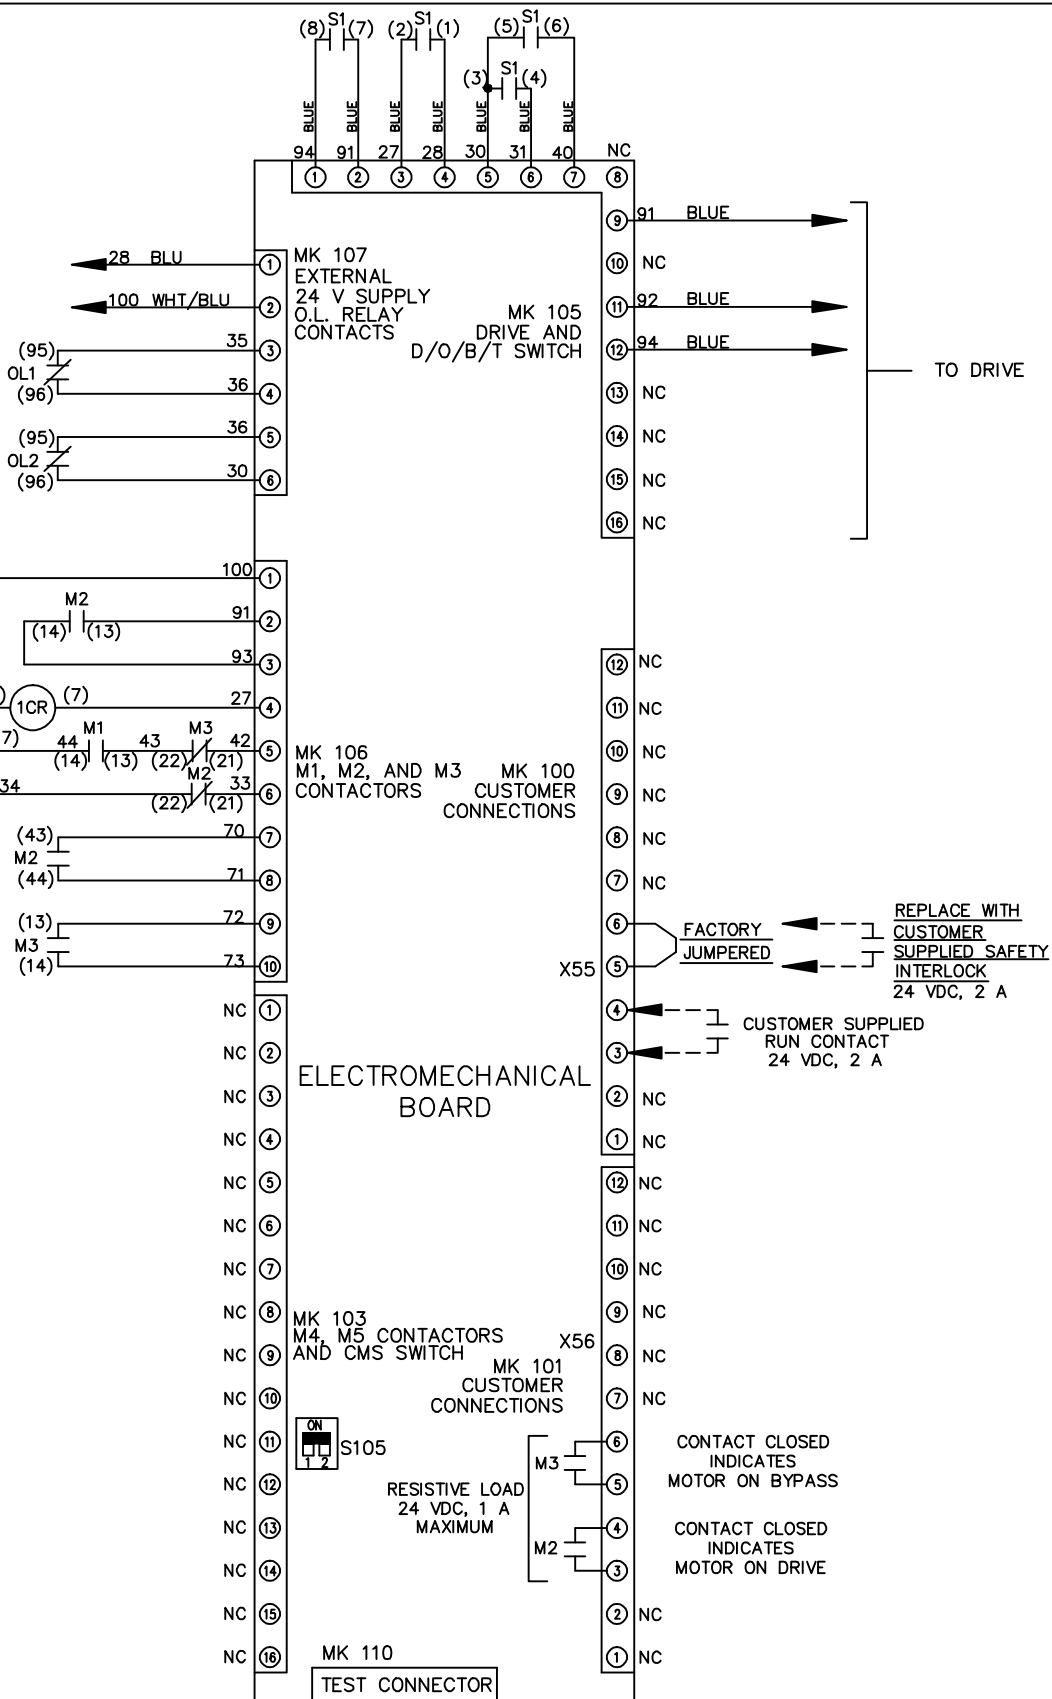 (8) S1 (7) (2) S1 (1) (5) S1 (6)
(3) S1 (4)
BLUE BLUE BLUE BLUE BLUE BLUE BLUE
94 91 27 28 30 31 40 NC
1 2 3 4 5 6 7 8
9 91 BLUE
10 NC
11 92 BLUE
12 94 BLUE
13 NC
14 NC
15 NC
16 NC
TO DRIVE
MK 105
DRIVE AND
D/O/B/T SWITCH
28 BLU 1
100 WHT/BLU 2
(95) 35 3
OL1
(96) 36 4
(95) 36 5
OL2
(96) 30 6
MK 107
EXTERNAL
24 V SUPPLY
O.L. RELAY
CONTACTS
100 1
M2
(14) (13) 91 2
93 3
) 1CR (7) 27 4
7) 44 M1 43 M3 42 5
(14) (13) (22) (21)
34 M2 33 6
(22) (21)
(43) 70 7
M2
(44) 71 8
(13) 72 9
M3
(14) 73 10
MK 106
M1, M2, AND M3
CONTACTORS
MK 100
CUSTOMER
CONNECTIONS
12 NC
11 NC
10 NC
9 NC
8 NC
7 NC
6
X55 5
FACTORY
JUMPERED
REPLACE WITH
CUSTOMER
SUPPLIED SAFETY
INTERLOCK
24 VDC, 2 A
4
3
CUSTOMER SUPPLIED
RUN CONTACT
24 VDC, 2 A
2 NC
1 NC
ELECTROMECHANICAL
BOARD
NC 1
NC 2
NC 3
NC 4
NC 5
NC 6
NC 7
NC 8
NC 9
NC 10
NC 11
NC 12
NC 13
NC 14
NC 15
NC 16
MK 103
M4, M5 CONTACTORS
AND CMS SWITCH
ON
1 2
S105
12 NC
11 NC
10 NC
9 NC
X56
8 NC
7 NC
MK 101
CUSTOMER
CONNECTIONS
6
M3
5
CONTACT CLOSED
INDICATES
MOTOR ON BYPASS
RESISTIVE LOAD
24 VDC, 1 A
MAXIMUM
4
M2
3
CONTACT CLOSED
INDICATES
MOTOR ON DRIVE
2 NC
1 NC
MK 110
TEST CONNECTOR